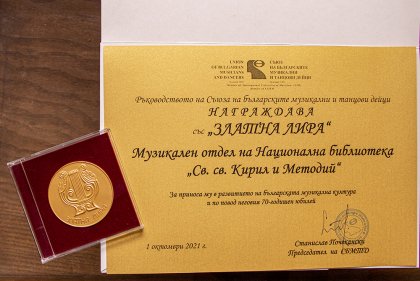 UNION
OF BULGARIAN
MUSICIANS
AND DANCERS
СЪЮЗ
НА БЪЛГАРСКИТЕ
МУЗИКАЛНИ
И ТАНЦОВИ ДЕЙЦИ
Ръководството на Съюза на българските музикални и танцови дейци
НАГРАЖДАВА
със „ЗЛАТНА ЛИРА“
Музикален отдел на Национална библиотека
„Св. св. Кирил и Методий“
За приноса му в развитието на българската музикална култура
и по повод неговия 70-годишен юбилей
1 октомври 2021 г.
Станислав Почекански
Председател на СБМТД